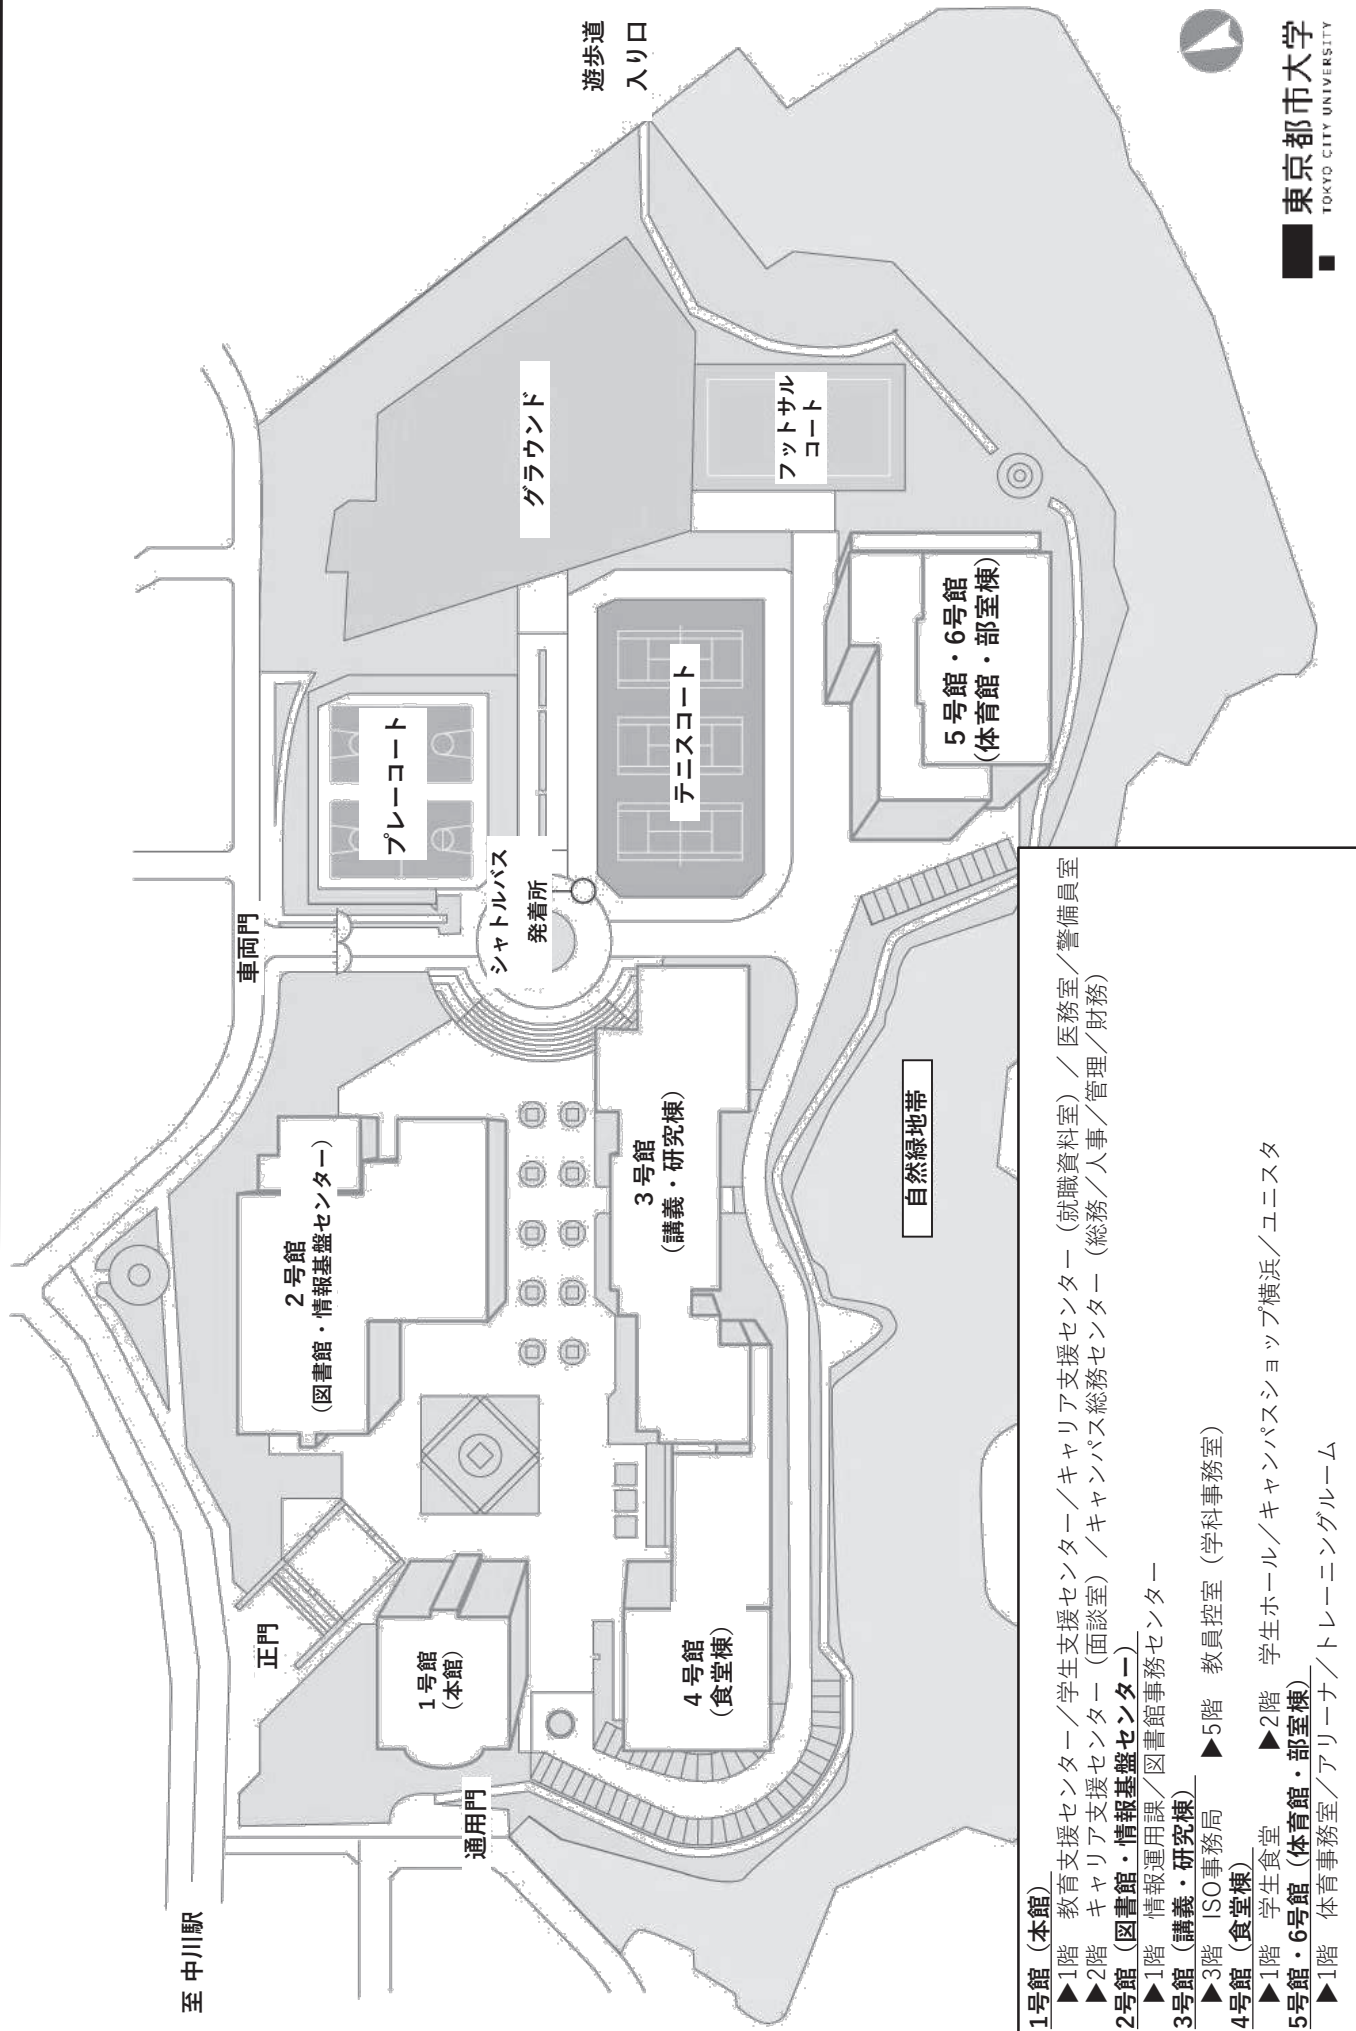 至 中川駅
正門
通用門
車両門
遊歩道
入り口
1号館
(本館)
2号館
(図書館・情報基盤センター)
3号館
(講義・研究棟)
4号館
(食堂棟)
シャトルバス
発着所
プレーコート
テニスコート
グラウンド
フットサル
コート
5号館・6号館
(体育館・部室棟)
自然緑地帯
1号館(本館)
▶1階 教育支援センター/学生支援センター/キャリア支援センター(就職資料室)/医務室/警備員室
▶2階 キャリア支援センター(面談室)/キャンパス総務センター(総務/人事/管理/財務)
2号館(図書館・情報基盤センター)
▶1階 情報運用課/図書館事務センター
3号館(講義・研究棟)
▶3階 ISO事務局 ▶5階 教員控室(学科事務室)
4号館(食堂棟)
▶1階 学生食堂 ▶2階 学生ホール/キャンパスショップ横浜/ユニスタ
5号館・6号館(体育館・部室棟)
▶1階 体育事務室/アリーナ/トレーニングルーム
東京都市大学
TOKYO CITY UNIVERSITY